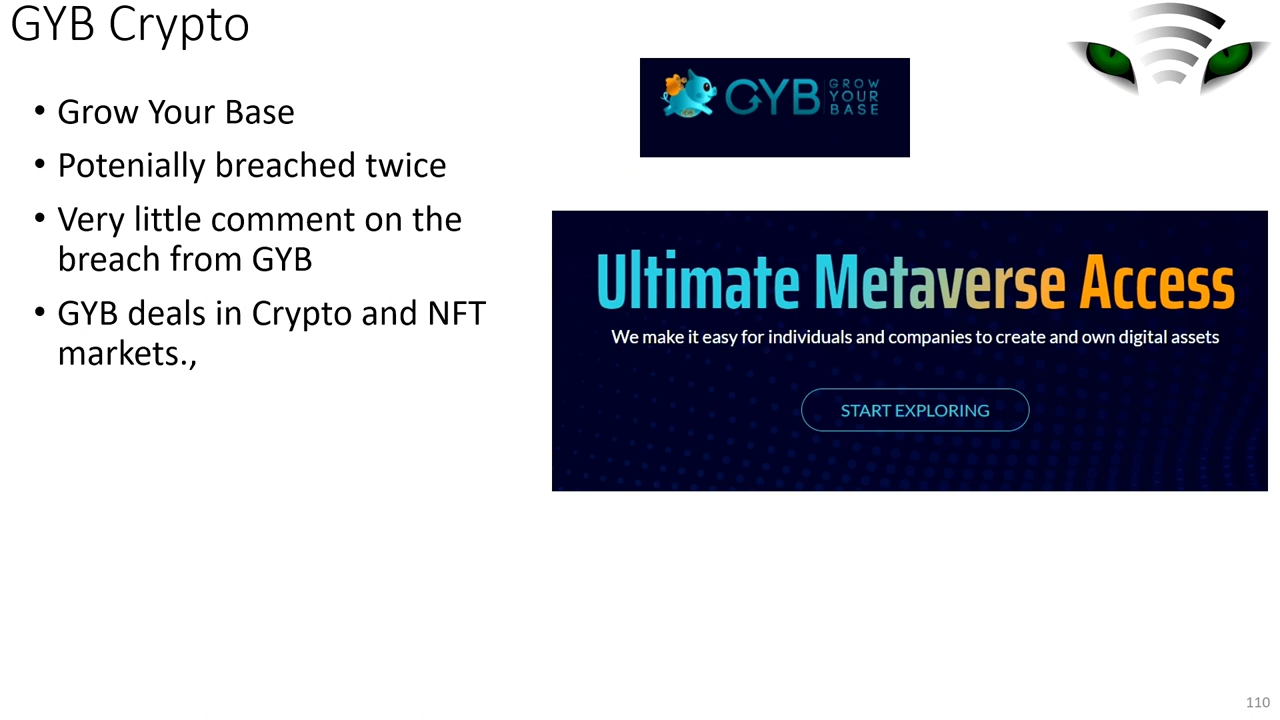 GYB Crypto
• Grow Your Base
• Potenially breached twice
• Very little comment on the
breach from GYB
• GYB deals in Crypto and NFT
markets.,
GYB GROW
YOUR
BASE
Ultimate Metaverse Access
We make it easy for individuals and companies to create and own digital assets
START EXPLORING
110